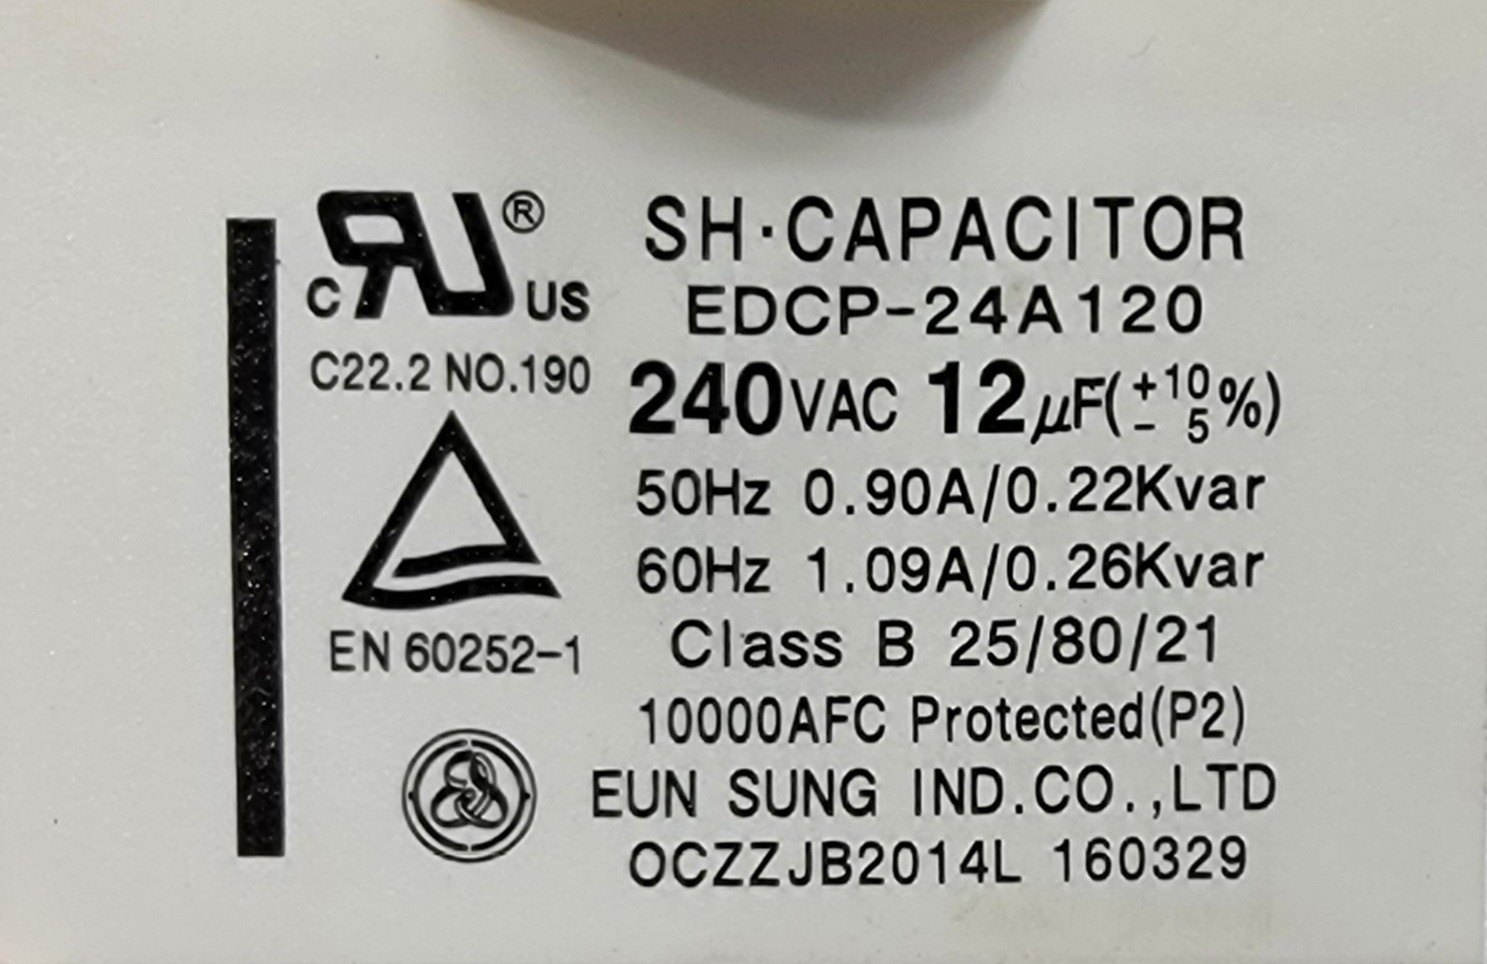 C RU® US
C22.2 NO.190
EN 60252-1
SH·CAPACITOR
EDCP-24A120
240VAC 12μF(+10 - 5%)
50Hz 0.90A/0.22Kvar
60Hz 1.09A/0.26Kvar
Class B 25/80/21
10000AFC Protected(P2)
EUN SUNG IND.CO.,LTD
OCZZJB2014L 160329